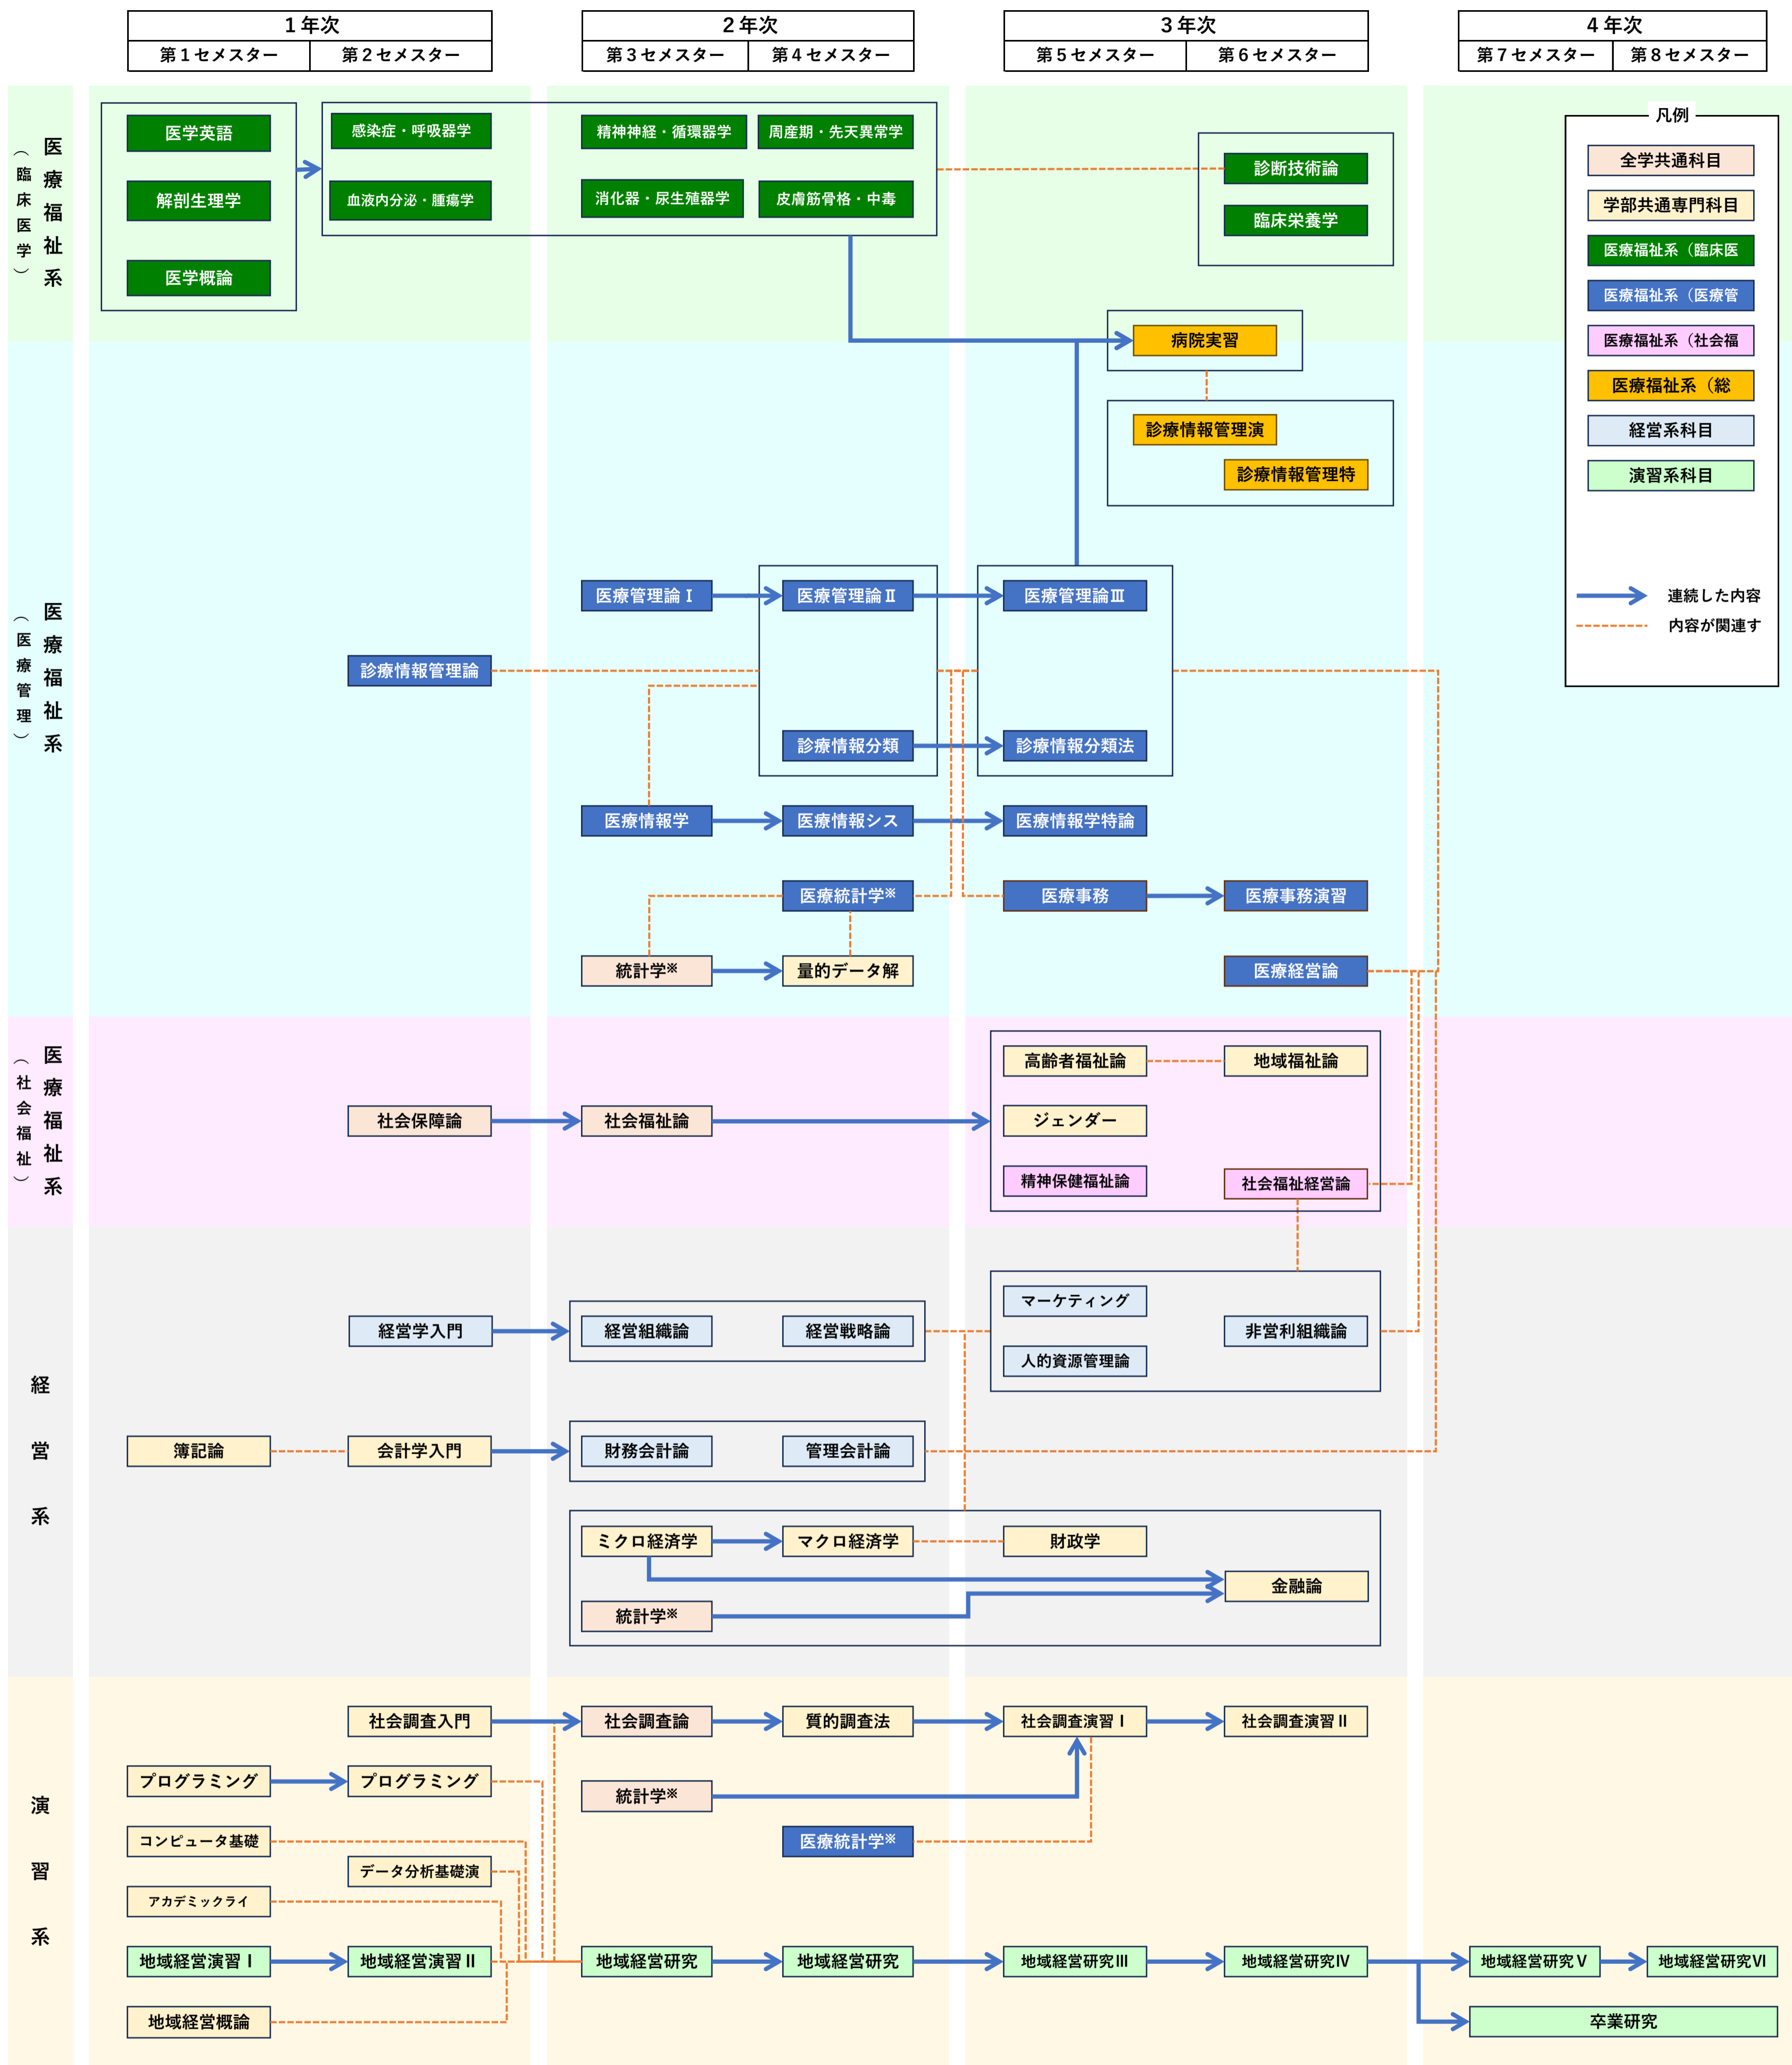 1年次
2年次
3年次
4年次
第1セメスター
第2セメスター
第3セメスター
第4セメスター
第5セメスター
第6セメスター
第7セメスター
第8セメスター
凡例
全学共通科目
学部共通専門科目
医療福祉系（臨床医
医療福祉系（医療管
医療福祉系（社会福
医療福祉系（総
経営系科目
演習系科目
連続した内容
内容が関連す
医療福祉系
（臨床医学）
医学英語
感染症・呼吸器学
精神神経・循環器学
周産期・先天異常学
診断技術論
解剖生理学
血液内分泌・腫瘍学
消化器・尿生殖器学
皮膚筋骨格・中毒
臨床栄養学
医学概論
病院実習
診療情報管理演
診療情報管理特
医療福祉系
（医療管理）
医療管理論Ⅰ
医療管理論Ⅱ
医療管理論Ⅲ
診療情報管理論
診療情報分類
診療情報分類法
医療情報学
医療情報シス
医療情報学特論
医療統計学※
医療事務
医療事務演習
統計学※
量的データ解
医療経営論
医療福祉系
（社会福祉）
高齢者福祉論
地域福祉論
社会保障論
社会福祉論
ジェンダー
精神保健福祉論
社会福祉経営論
経営系
マーケティング
経営学入門
経営組織論
経営戦略論
非営利組織論
人的資源管理論
簿記論
会計学入門
財務会計論
管理会計論
ミクロ経済学
マクロ経済学
財政学
金融論
統計学※
演習系
社会調査入門
社会調査論
質的調査法
社会調査演習Ⅰ
社会調査演習Ⅱ
プログラミング
プログラミング
統計学※
コンピュータ基礎
医療統計学※
データ分析基礎演
アカデミックライ
地域経営演習Ⅰ
地域経営演習Ⅱ
地域経営研究
地域経営研究
地域経営研究Ⅲ
地域経営研究Ⅳ
地域経営研究Ⅴ
地域経営研究Ⅵ
地域経営概論
卒業研究